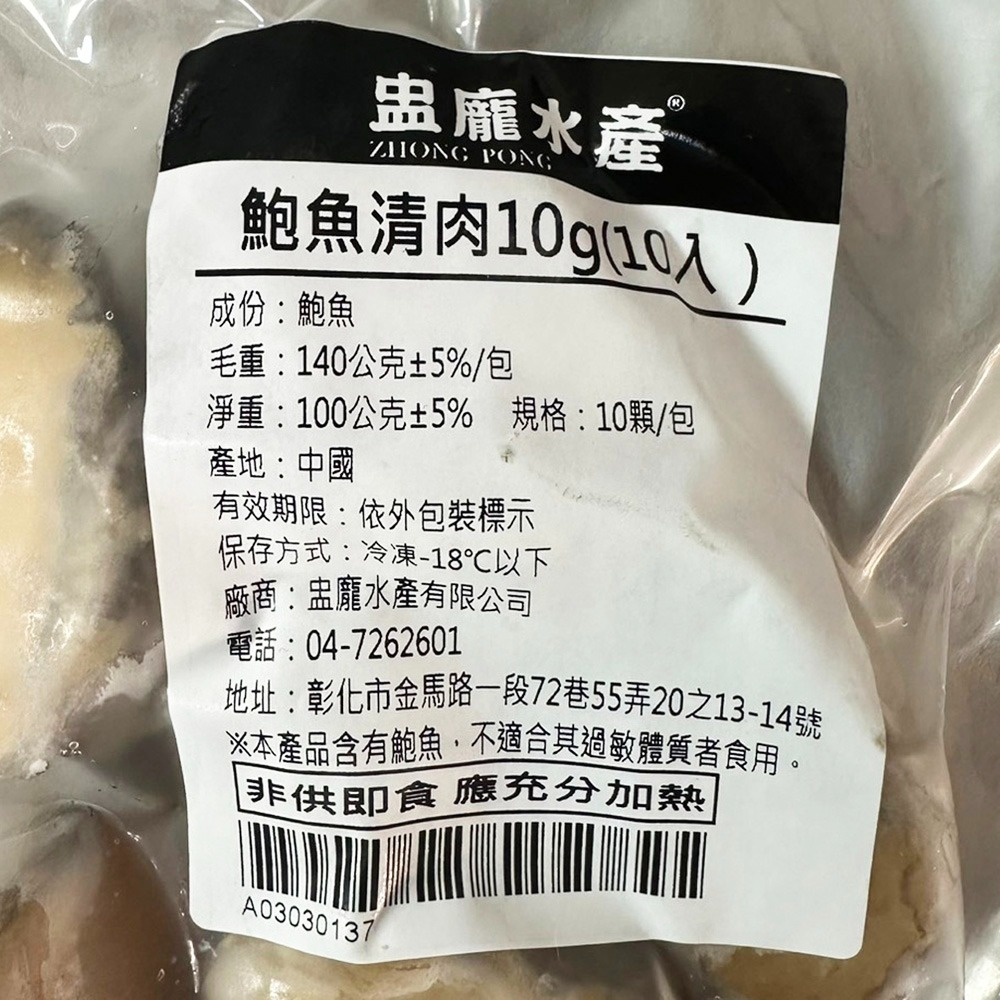 盅龐水產®
ZHONG PONG
鮑魚清肉10g(10入)
成份：鮑魚
毛重：140公克±5%/包
淨重：100公克±5% 規格：10顆/包
產地：中國
有效期限：依外包裝標示
保存方式：冷凍-18℃以下
廠商：盅龐水產有限公司
電話：04-7262601
地址：彰化市金馬路一段72巷55弄20之13-14號
※本產品含有鮑魚，不適合其過敏體質者食用。
非供即食 應充分加熱
A03030137